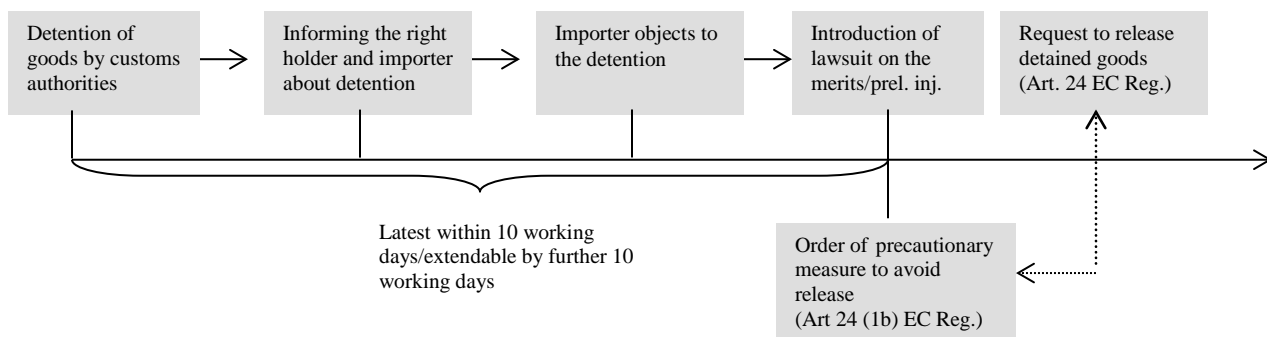 Detention of
goods by customs
authorities
Informing the right
holder and importer
about detention
Importer objects to
the detention
Introduction of
lawsuit on the
merits/prel. inj.
Request to release
detained goods
(Art. 24 EC Reg.)
Latest within 10 working
days/extendable by further 10
working days
Order of precautionary
measure to avoid
release
(Art 24 (1b) EC Reg.)